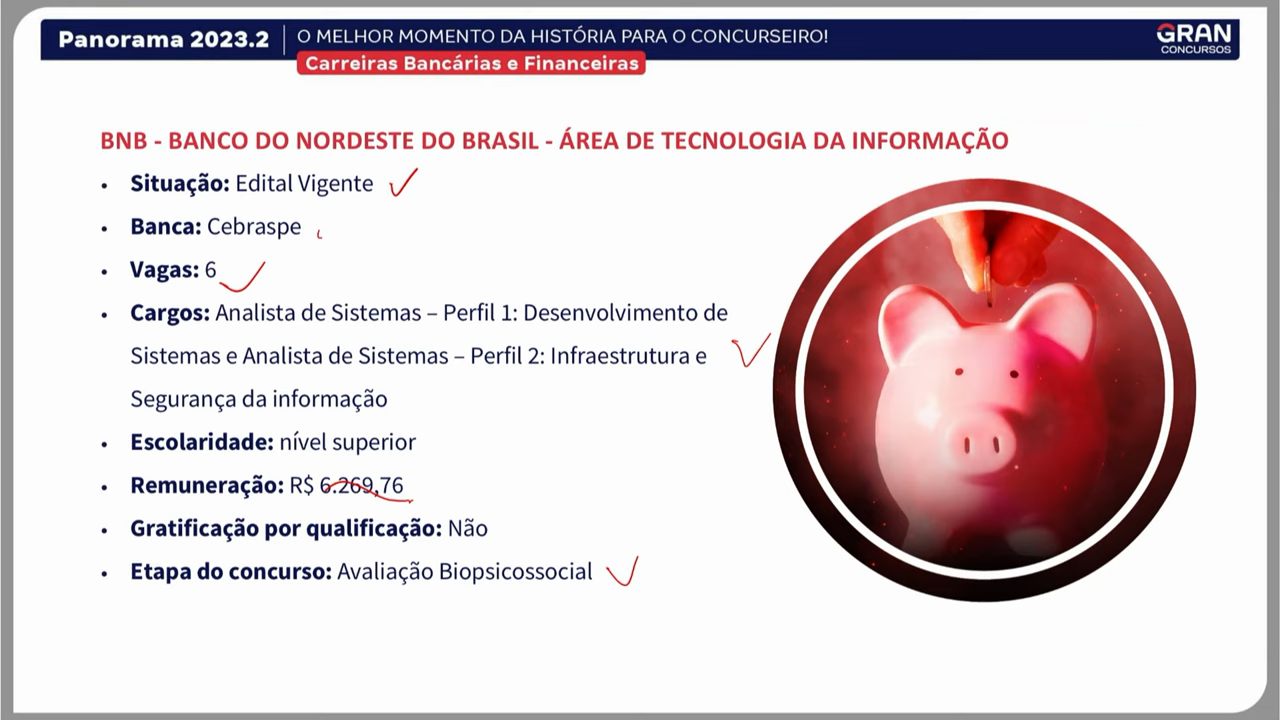 Panorama 2023.2
O MELHOR MOMENTO DA HISTÓRIA PARA O CONCURSEIRO!
Carreiras Bancárias e Financeiras
GRAN
CONCURSOS
BNB - BANCO DO NORDESTE DO BRASIL - ÁREA DE TECNOLOGIA DA INFORMAÇÃO
• Situação: Edital Vigente
• Banca: Cebraspe
• Vagas: 6
• Cargos: Analista de Sistemas – Perfil 1: Desenvolvimento de
Sistemas e Analista de Sistemas – Perfil 2: Infraestrutura e
Segurança da informação
• Escolaridade: nível superior
• Remuneração: R$ 6.269,76
• Gratificação por qualificação: Não
• Etapa do concurso: Avaliação Biopsicossocial